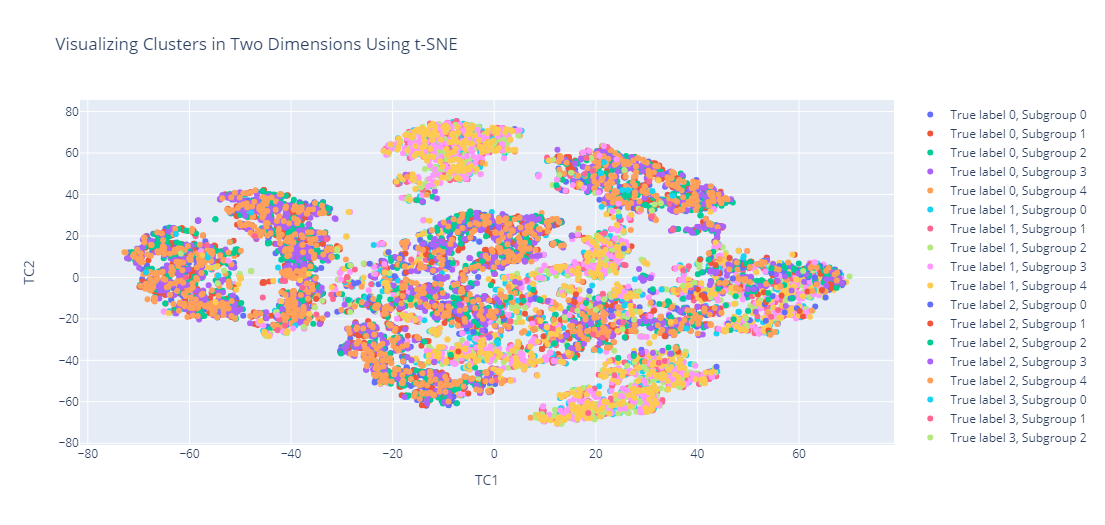 Visualizing Clusters in Two Dimensions Using t-SNE
80
60
40
20
0
−20
−40
−60
−80
TC2
−80
−60
−40
−20
0
20
40
60
TC1
True label 0, Subgroup 0
True label 0, Subgroup 1
True label 0, Subgroup 2
True label 0, Subgroup 3
True label 0, Subgroup 4
True label 1, Subgroup 0
True label 1, Subgroup 1
True label 1, Subgroup 2
True label 1, Subgroup 3
True label 1, Subgroup 4
True label 2, Subgroup 0
True label 2, Subgroup 1
True label 2, Subgroup 2
True label 2, Subgroup 3
True label 2, Subgroup 4
True label 3, Subgroup 0
True label 3, Subgroup 1
True label 3, Subgroup 2